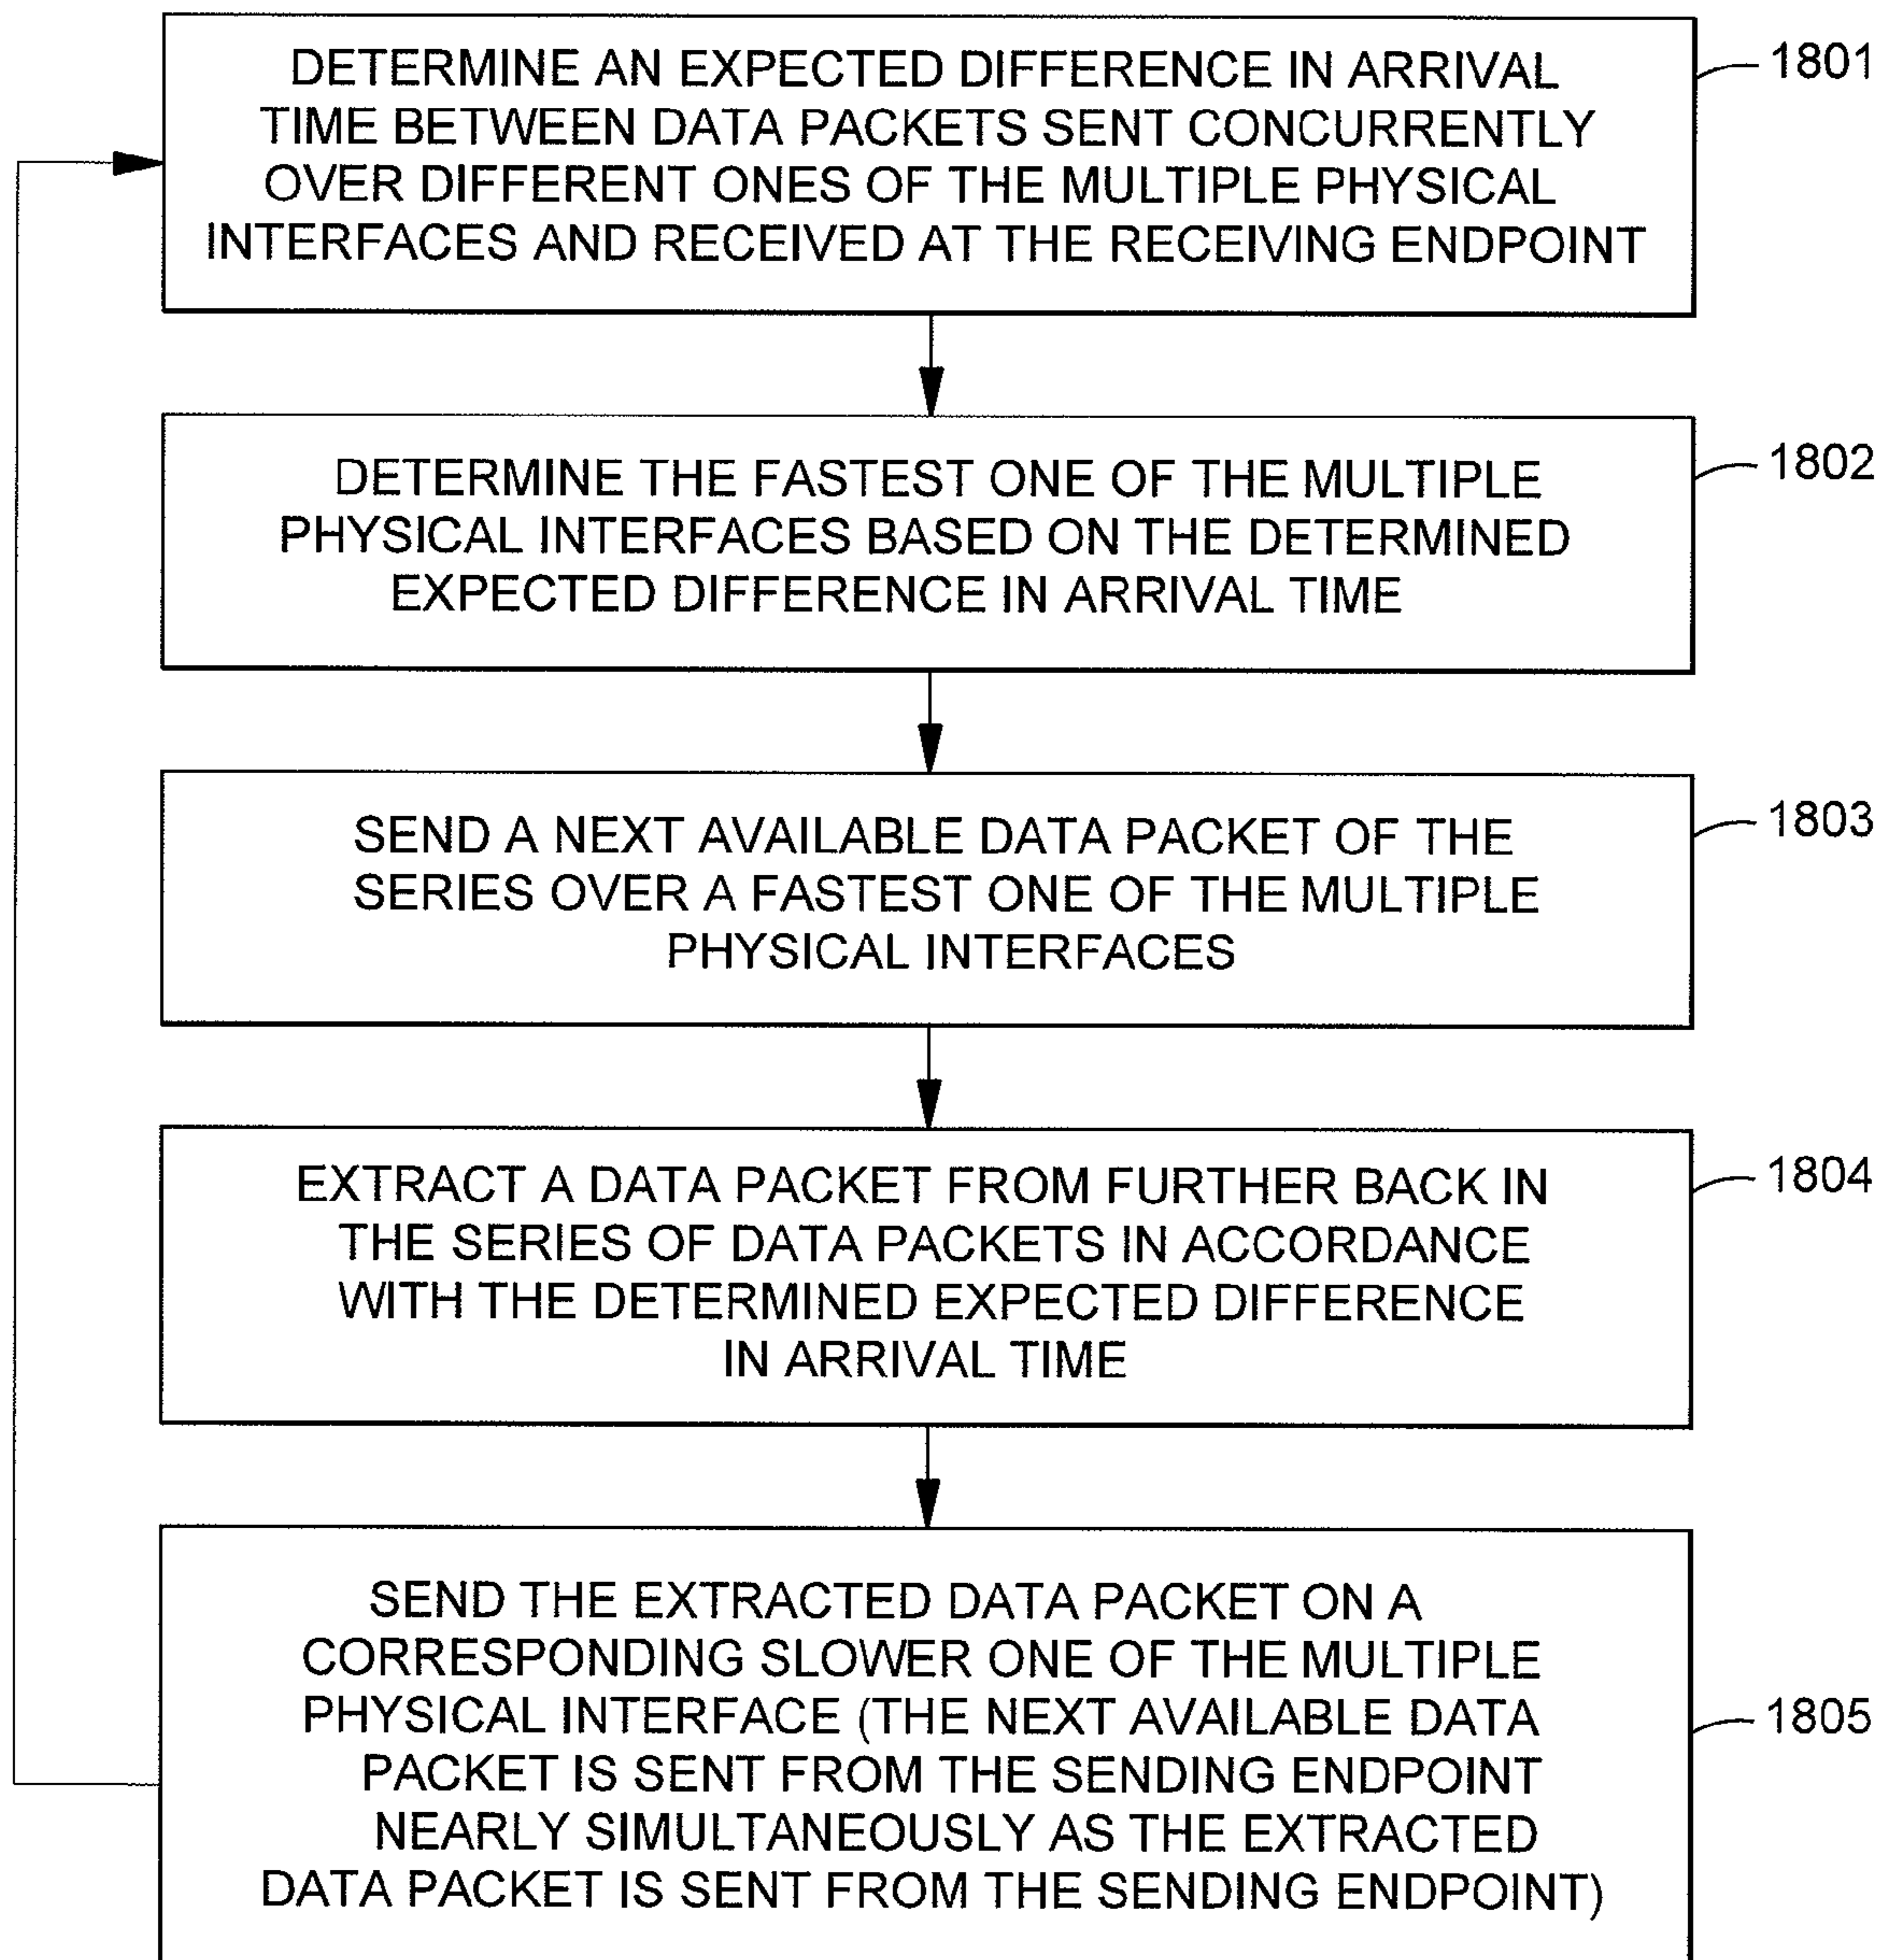 DETERMINE AN EXPECTED DIFFERENCE IN ARRIVAL
TIME BETWEEN DATA PACKETS SENT CONCURRENTLY
OVER DIFFERENT ONES OF THE MULTIPLE PHYSICAL
INTERFACES AND RECEIVED AT THE RECEIVING ENDPOINT
1801
DETERMINE THE FASTEST ONE OF THE MULTIPLE
PHYSICAL INTERFACES BASED ON THE DETERMINED
EXPECTED DIFFERENCE IN ARRIVAL TIME
1802
SEND A NEXT AVAILABLE DATA PACKET OF THE
SERIES OVER A FASTEST ONE OF THE MULTIPLE
PHYSICAL INTERFACES
1803
EXTRACT A DATA PACKET FROM FURTHER BACK IN
THE SERIES OF DATA PACKETS IN ACCORDANCE
WITH THE DETERMINED EXPECTED DIFFERENCE
IN ARRIVAL TIME
1804
SEND THE EXTRACTED DATA PACKET ON A
CORRESPONDING SLOWER ONE OF THE MULTIPLE
PHYSICAL INTERFACE (THE NEXT AVAILABLE DATA
PACKET IS SENT FROM THE SENDING ENDPOINT
NEARLY SIMULTANEOUSLY AS THE EXTRACTED
DATA PACKET IS SENT FROM THE SENDING ENDPOINT)
1805